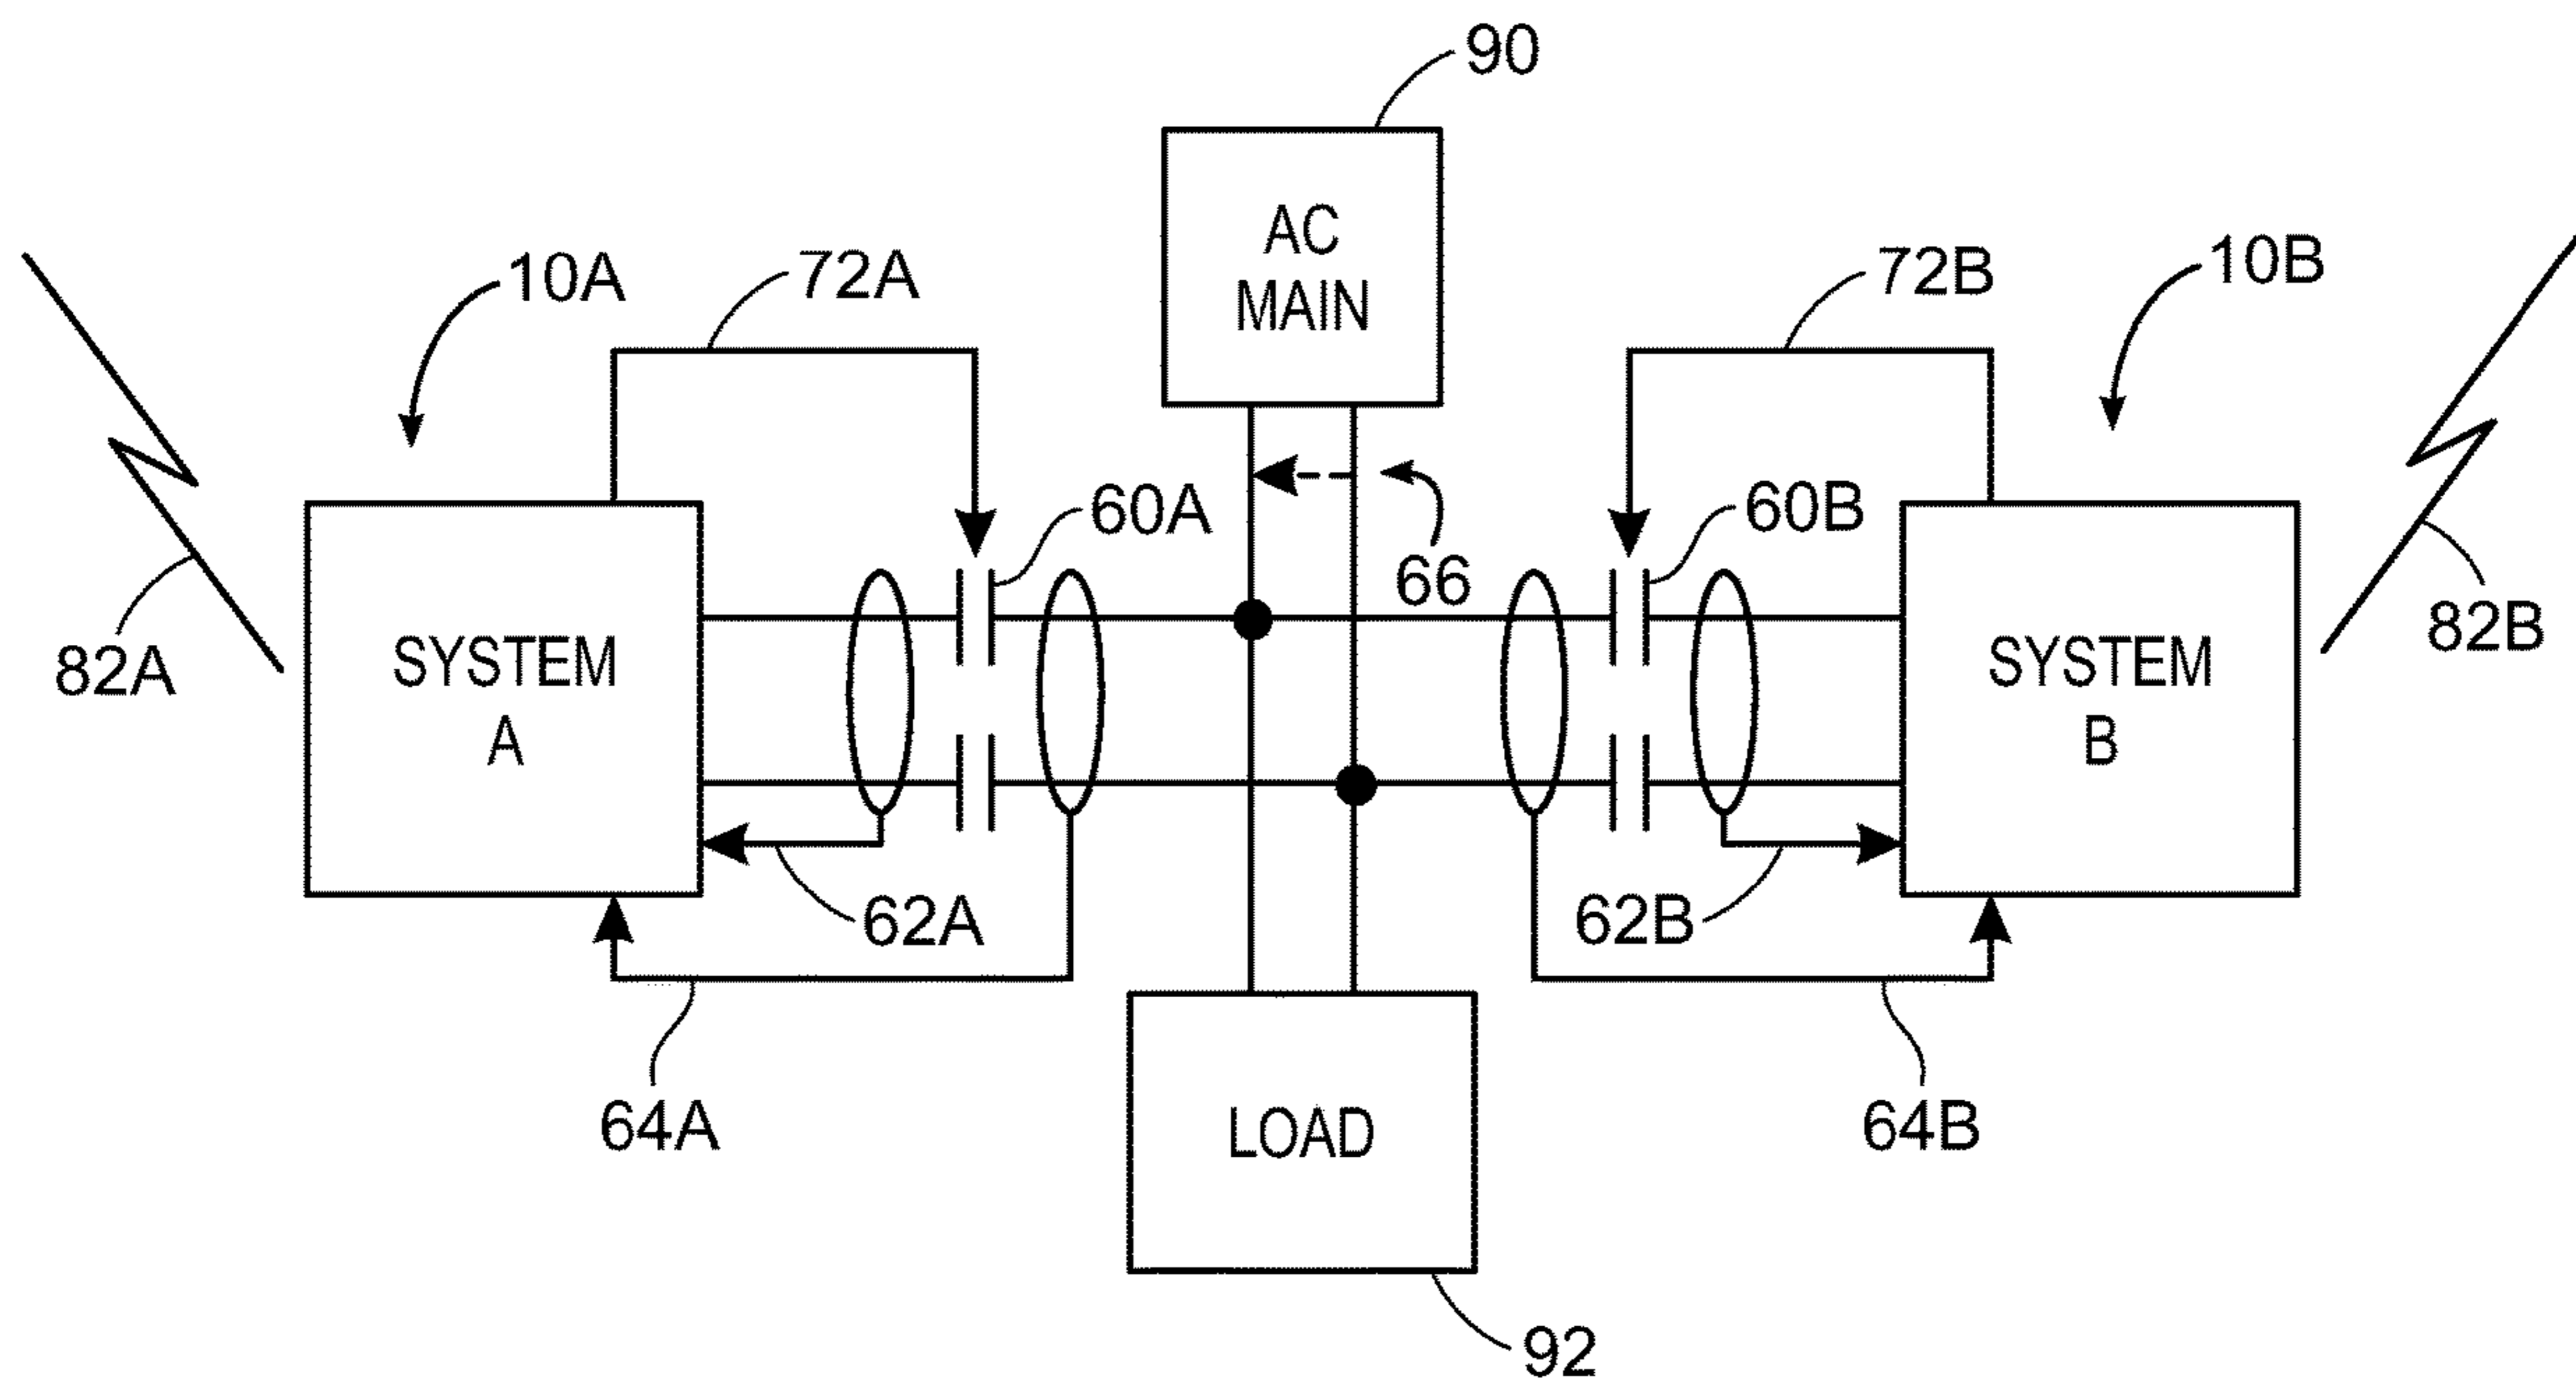 90
AC
MAIN
10A
72A
72B
10B
60A
66
60B
82A
SYSTEM
A
SYSTEM
B
82B
62A
62B
64A
LOAD
64B
92